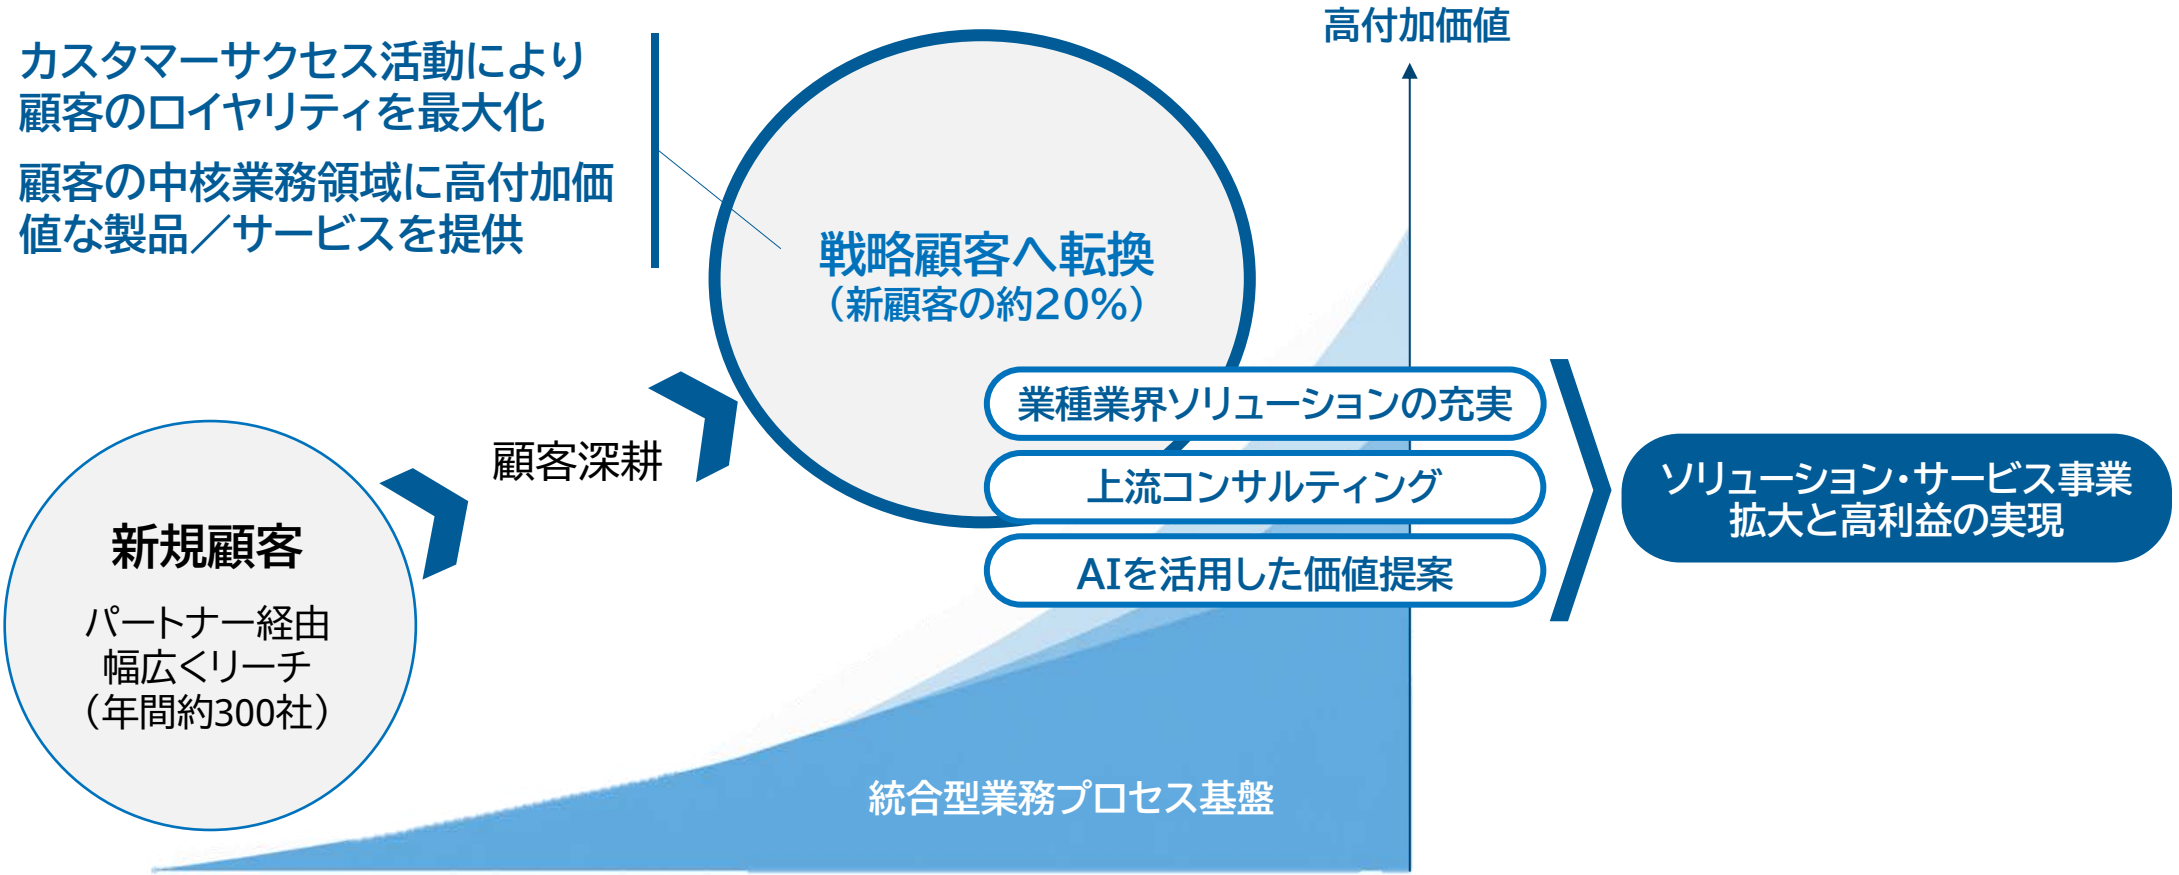 高付加価値
カスタマーサクセス活動により
顧客のロイヤリティを最大化
顧客の中核業務領域に高付加価
値な製品／サービスを提供
戦略顧客へ転換
（新顧客の約20%）
顧客深耕
新規顧客
パートナー経由
幅広くリーチ
（年間約300社）
業種業界ソリューションの充実
上流コンサルティング
AIを活用した価値提案
ソリューション・サービス事業
拡大と高利益の実現
統合型業務プロセス基盤